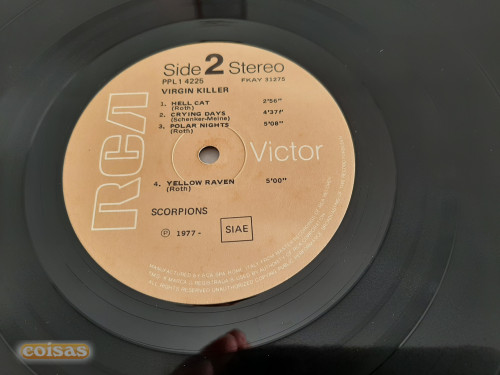 Side 2 Stereo
PPL 1 4225 FKAY 21275
VIRGIN KILLER
1. HELL CAT 2'56"
(Roth)
2. CRYING DAYS 4'37"
(Schenker-Meine)
3. POLAR NIGHTS 5'06"
(Roth)
RCA Victor
4. YELLOW RAVEN 5'00"
(Roth)
SCORPIONS
Ⓟ 1977 - SIAE
coisas